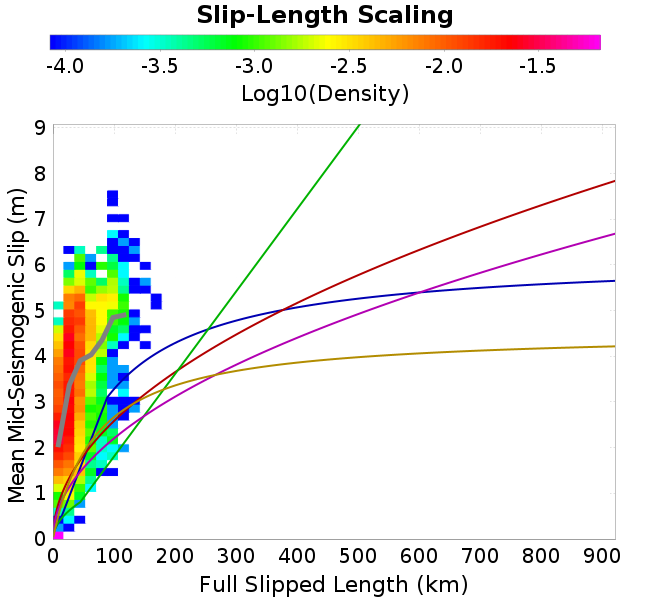 Slip-Length Scaling
-4.0 -3.5 -3.0 -2.5 -2.0 -1.5
Log10(Density)
Mean Mid-Seismogenic Slip (m)
9
8
7
6
5
4
3
2
1
0
0 100 200 300 400 500 600 700 800 900
Full Slipped Length (km)